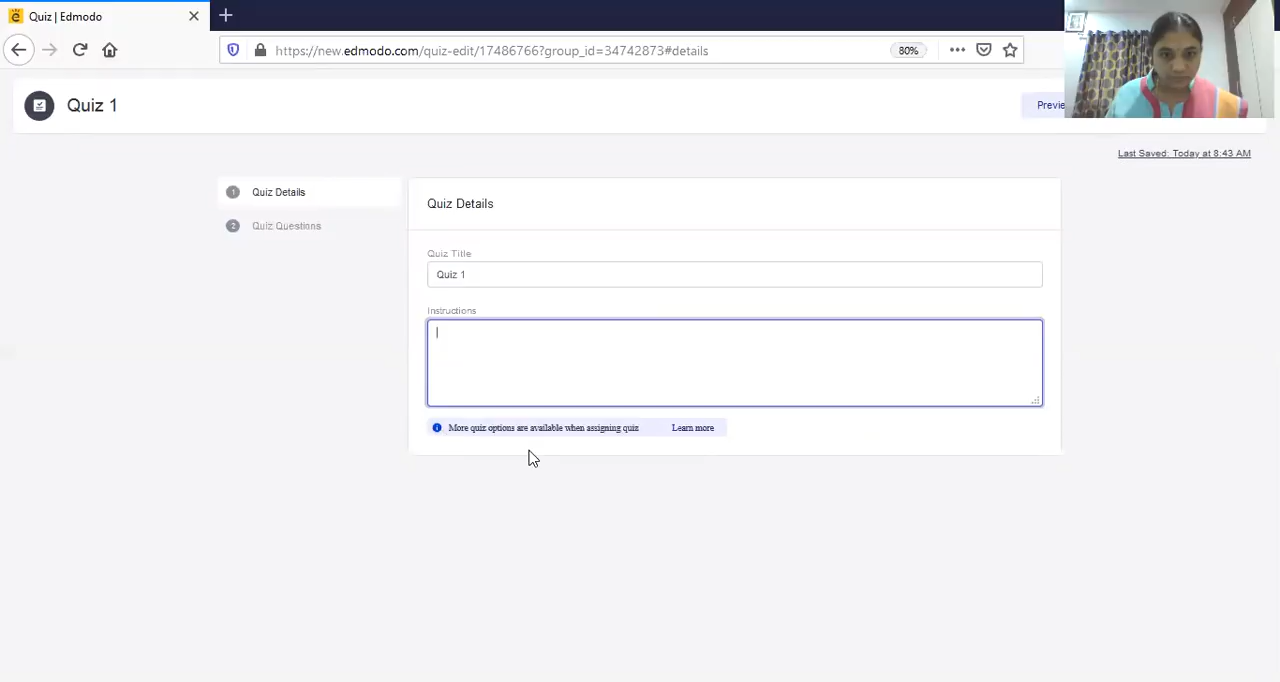 Quiz | Edmodo
https://new.edmodo.com/quiz-edit/17486766?group_id=34742873#details
80%
Quiz 1
Previe
Last Saved: Today at 8:43 AM
1 Quiz Details
2 Quiz Questions
Quiz Details
Quiz Title
Quiz 1
Instructions
More quiz options are available when assigning quiz Learn more